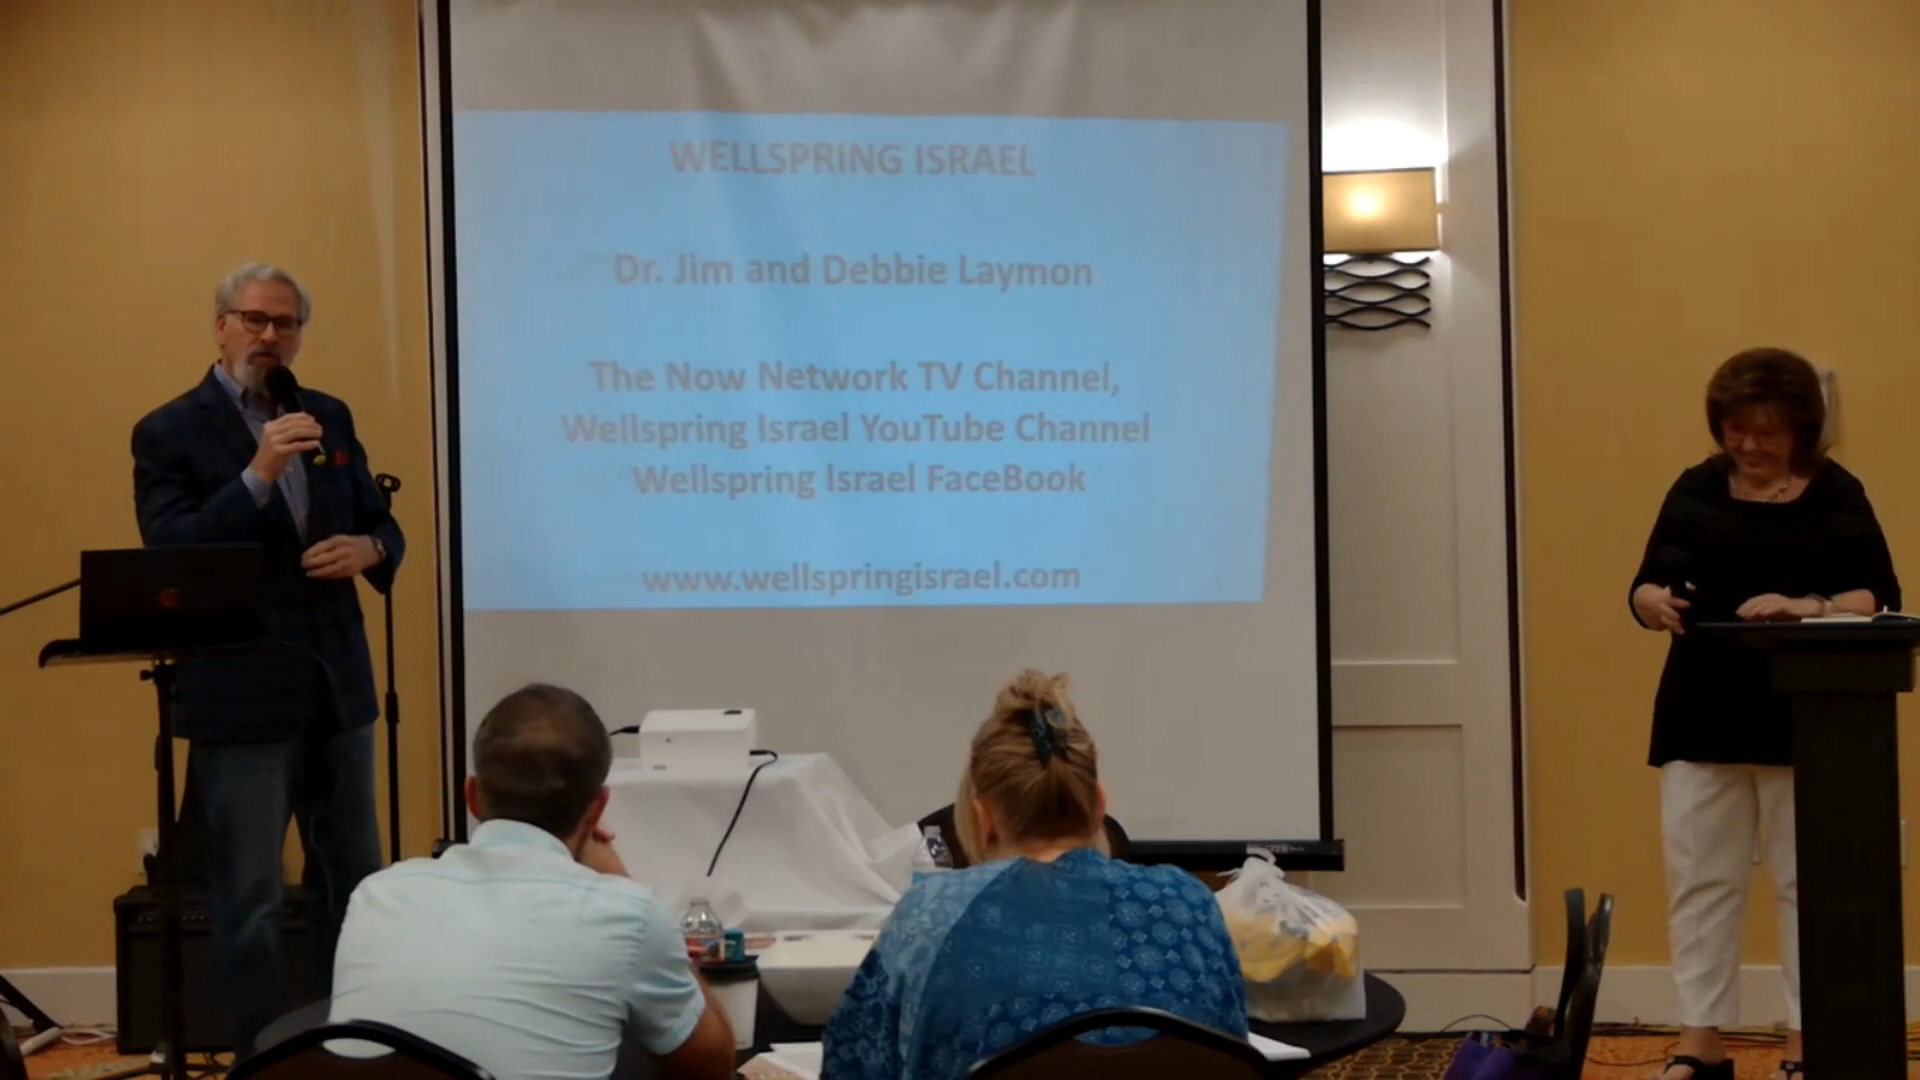 WELLSPRING ISRAEL
Dr. Jim and Debbie Laymon
The Now Network TV Channel,
Wellspring Israel YouTube Channel
Wellspring Israel FaceBook
www.wellspringisrael.com